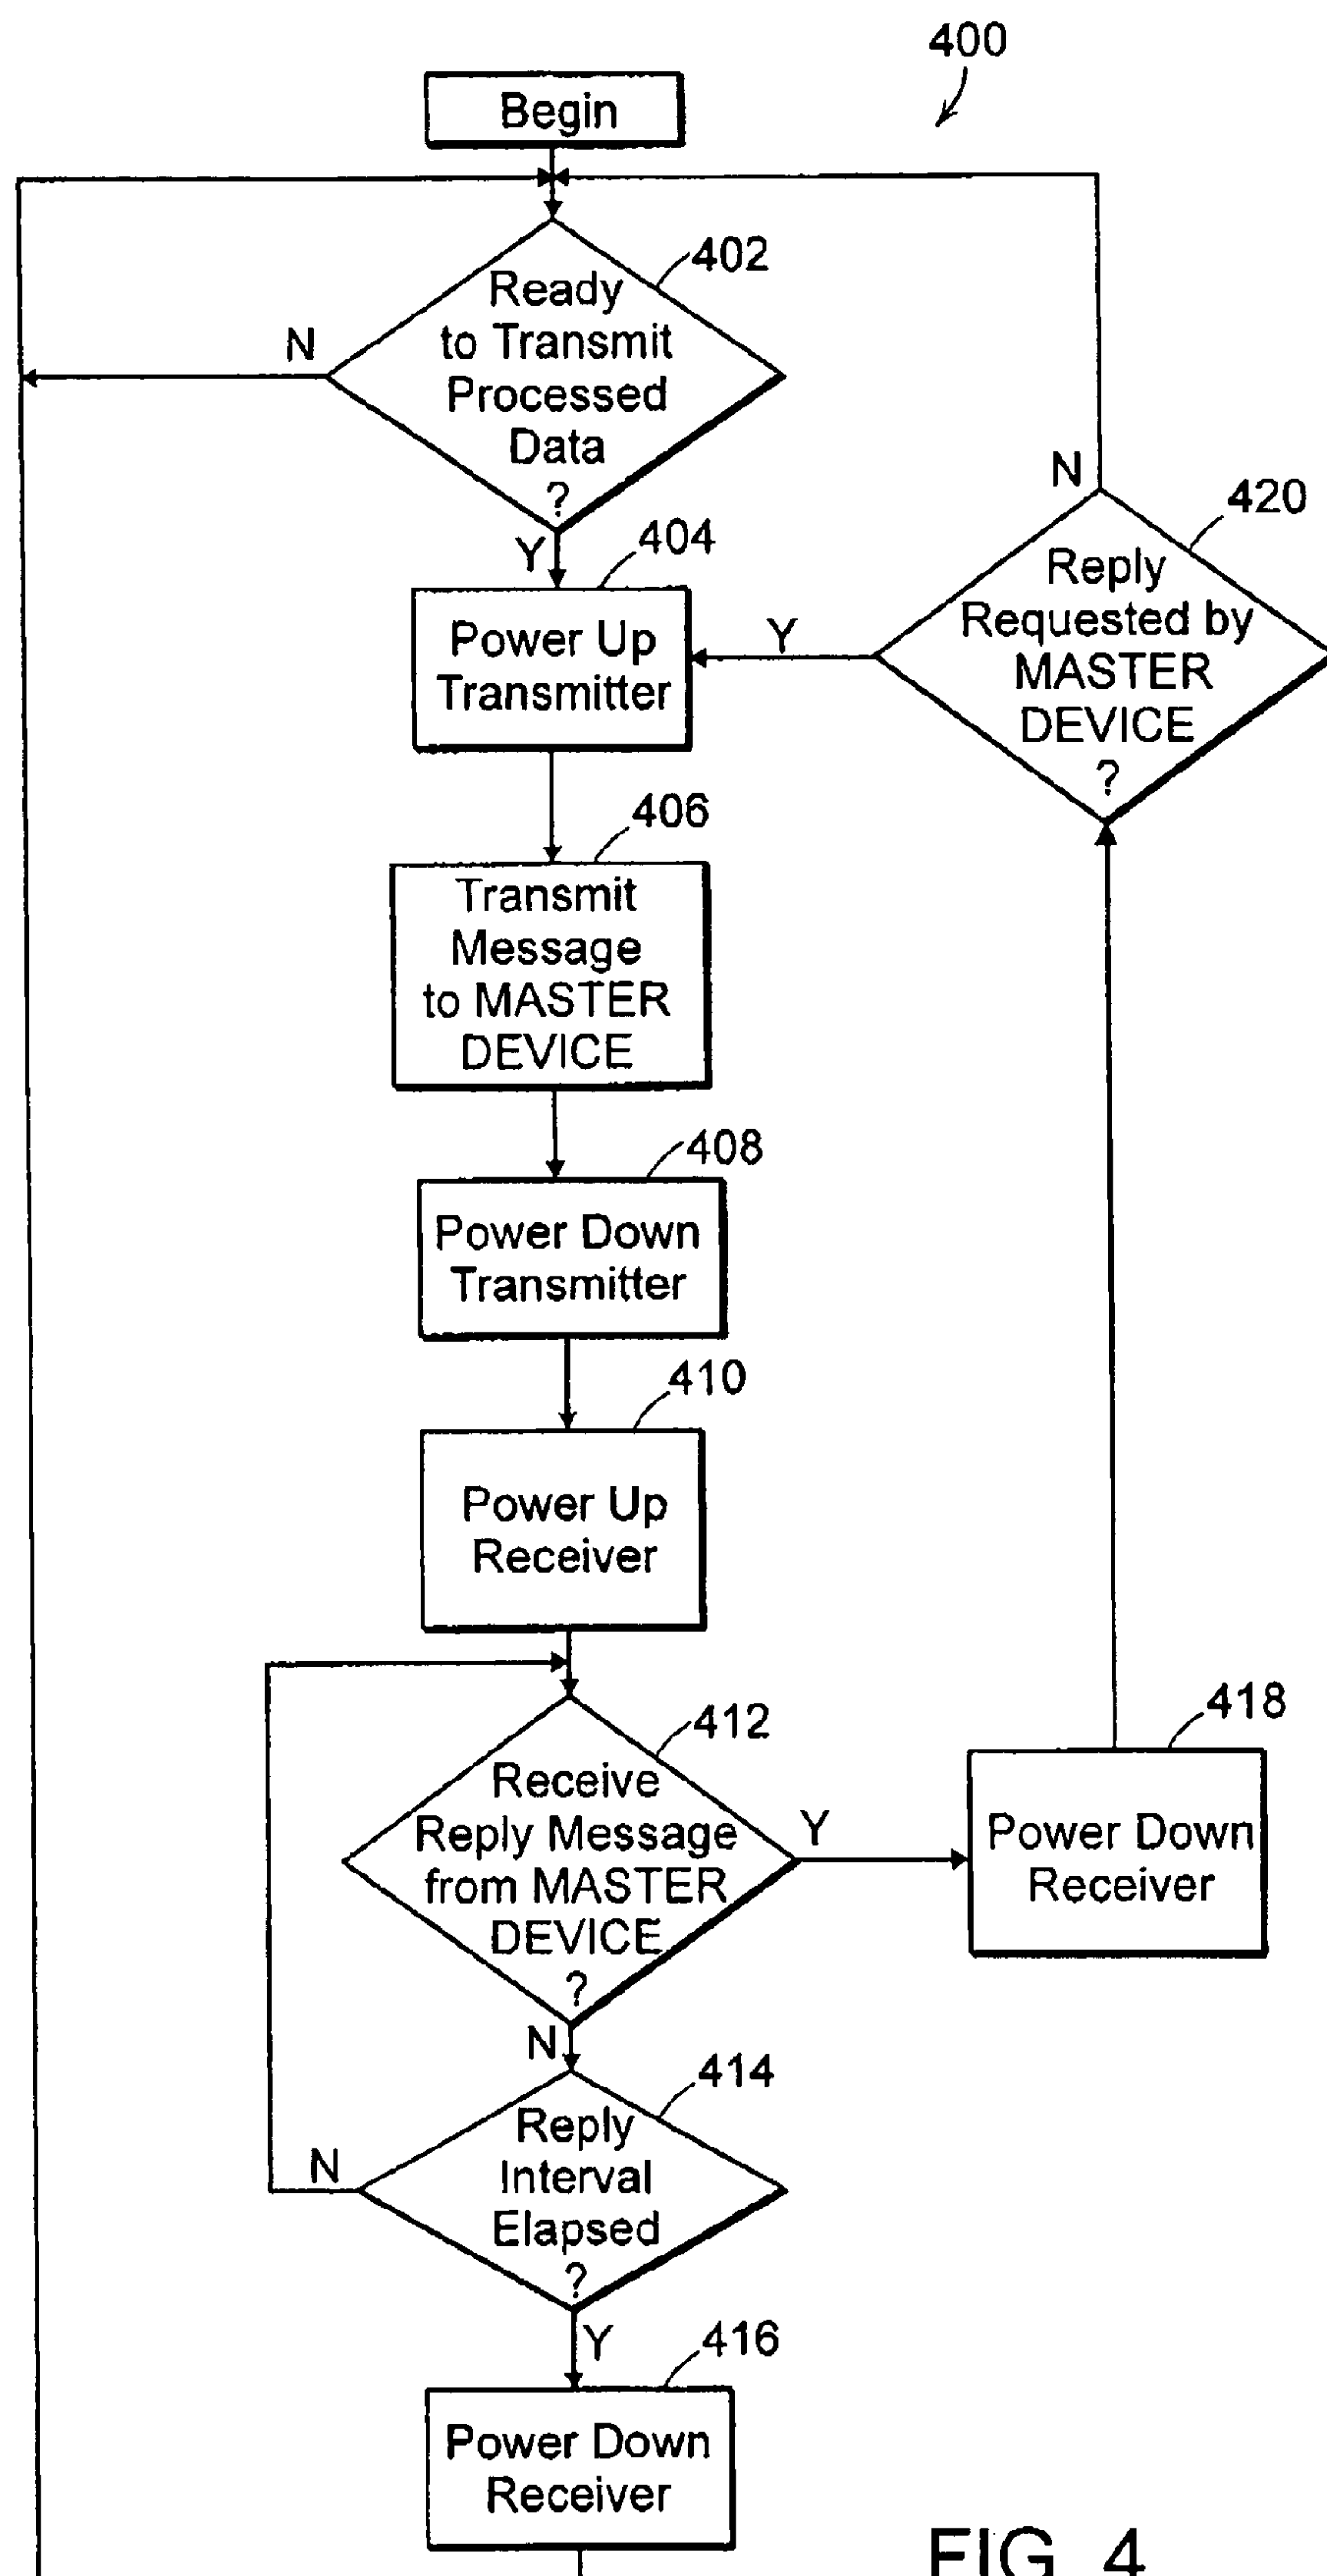 400
Begin
402
Ready
to Transmit
Processed
Data
?
N
Y
404
Power Up
Transmitter
Y
N
420
Reply
Requested by
MASTER
DEVICE
?
406
Transmit
Message
to MASTER
DEVICE
408
Power Down
Transmitter
410
Power Up
Receiver
412
Receive
Reply Message
from MASTER
DEVICE
?
Y
418
Power Down
Receiver
N
414
Reply
Interval
Elapsed
?
N
Y
416
Power Down
Receiver
FIG. 4